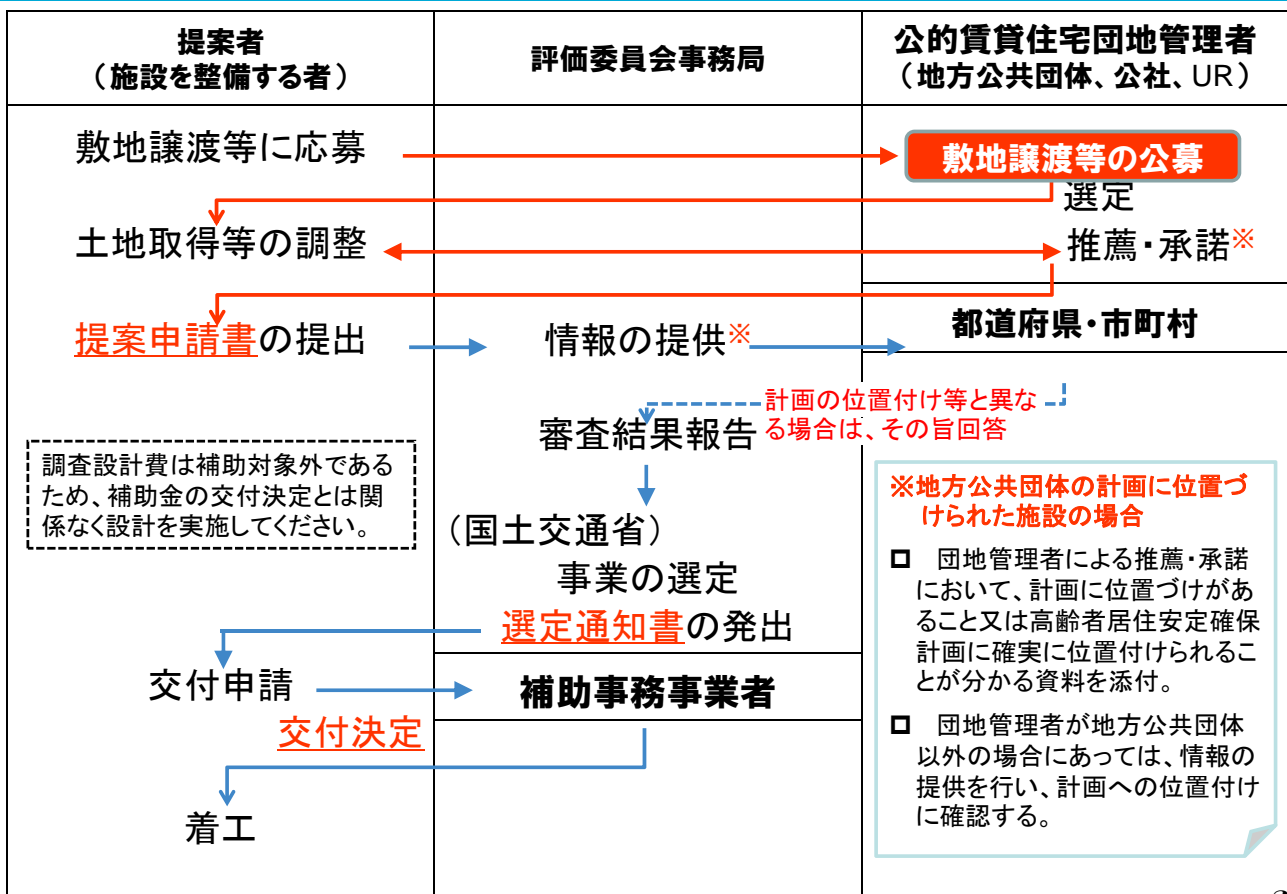 提案者
（施設を整備する者）
評価委員会事務局
公的賃貸住宅団地管理者
（地方公共団体、公社、UR）
敷地譲渡等に応募
敷地譲渡等の公募
選定
土地取得等の調整
推薦・承諾※
都道府県・市町村
提案申請書の提出
情報の提供※
計画の位置付け等と異な
る場合は、その旨回答
審査結果報告
調査設計費は補助対象外である
ため、補助金の交付決定とは関
係なく設計を実施してください。
（国土交通省）
事業の選定
選定通知書の発出
交付申請
補助事務事業者
交付決定
着工
※地方公共団体の計画に位置づ
けられた施設の場合
団地管理者による推薦・承諾
において、計画に位置づけがあ
ること又は高齢者居住安定確保
計画に確実に位置付けられるこ
とが分かる資料を添付。
団地管理者が地方公共団体
以外の場合にあっては、情報の
提供を行い、計画への位置付け
に確認する。